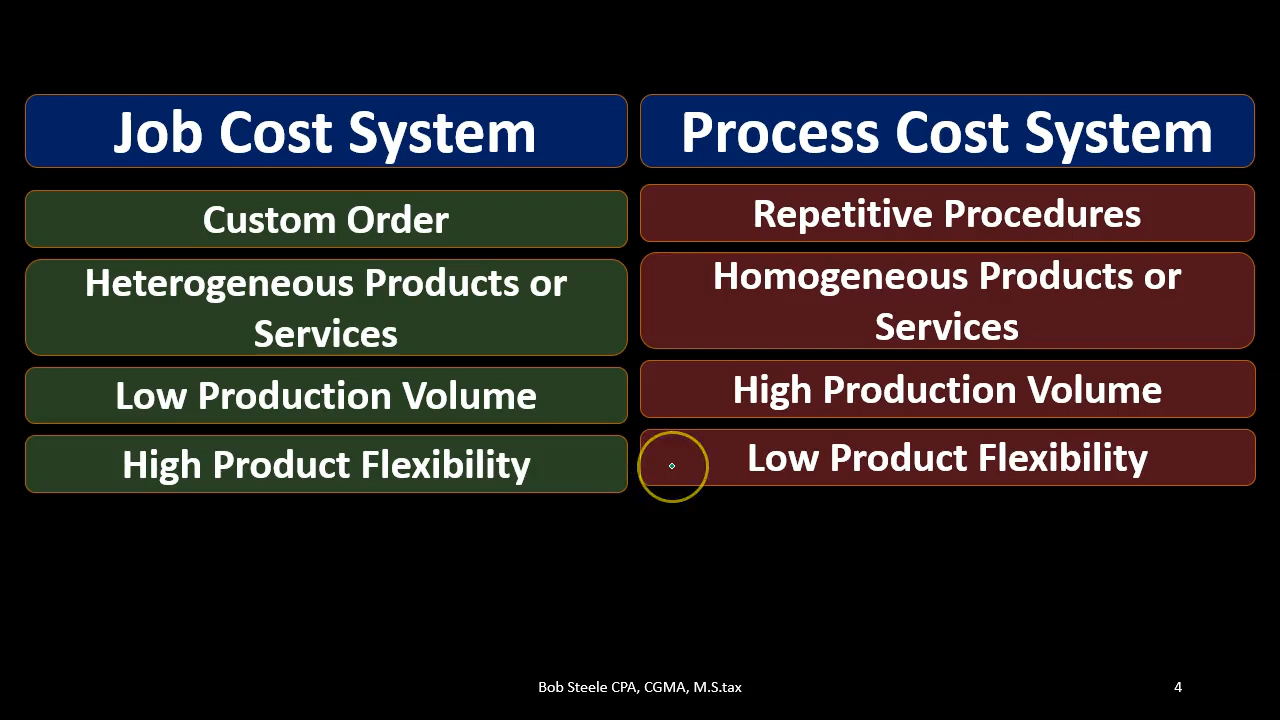 Job Cost System
Custom Order
Heterogeneous Products or
Services
Low Production Volume
High Product Flexibility
Process Cost System
Repetitive Procedures
Homogeneous Products or
Services
High Production Volume
Low Product Flexibility
Bob Steele CPA, CGMA, M.S.tax
4